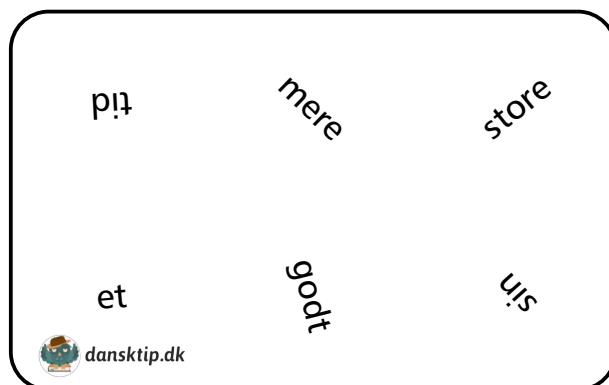 tid mere store
et godt sin
dansktip.dk